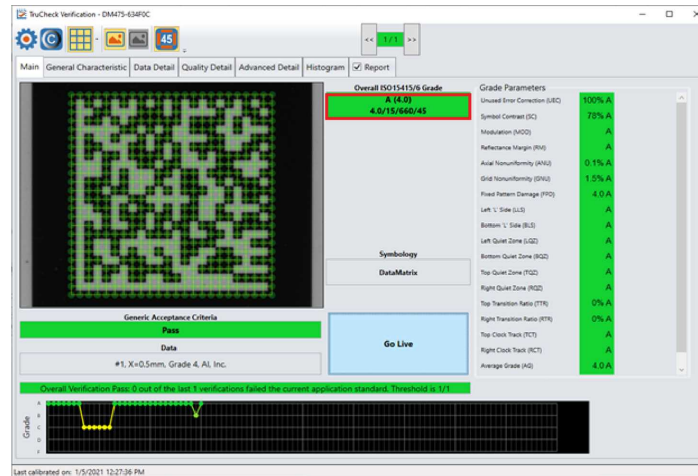 TruCheck Verification - DM475-634F0C
45
<< 1/1 >>
Main General Characteristic Data Detail Quality Detail Advanced Detail Histogram Report
Overall ISO15415/6 Grade
A (4.0)
4.0/15/660/45
Symbology
DataMatrix
Generic Acceptance Criteria
Pass
Data
#1, X=0.5mm, Grade 4, AI, Inc.
Go Live
Grade Parameters
Unused Error Correction (UEC) 100% A
Symbol Contrast (SC) 78% A
Modulation (MOD) A
Reflectance Margin (RM) A
Axial Nonuniformity (ANU) 0.1% A
Grid Nonuniformity (GNU) 1.5% A
Fixed Pattern Damage (FPD) 4.0 A
Left 'L' Side (LLS) A
Bottom 'L' Side (BLS) A
Left Quiet Zone (LQZ) A
Bottom Quiet Zone (BQZ) A
Top Quiet Zone (TQZ) A
Right Quiet Zone (RQZ) A
Top Transition Ratio (TTR) 0% A
Right Transition Ratio (RTR) 0% A
Top Clock Track (TCT) A
Right Clock Track (RCT) A
Average Grade (AG) 4.0 A
Overall Verification Pass: 0 out of the last 1 verifications failed the current application standard. Threshold is 1/1
Grade
A
B
C
D
F
Last calibrated on: 1/5/2021 12:27:36 PM